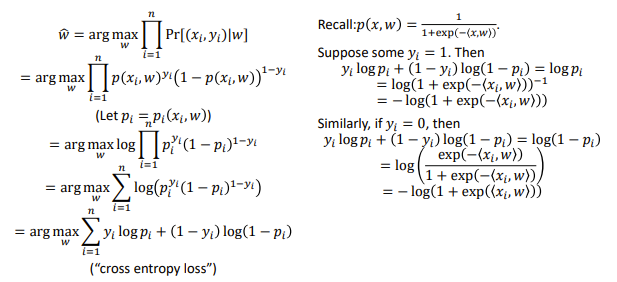 ŵ = arg max_w ∏_{i=1}^{n} Pr[(x_i, y_i)|w]
= arg max_w ∏_{i=1}^{n} p(x_i, w)^{y_i}(1 − p(x_i, w))^{1−y_i}
(Let p_i = p_i(x_i, w))
= arg max_w log ∏_{i=1}^{n} p_i^{y_i}(1 − p_i)^{1−y_i}
= arg max_w ∑_{i=1}^{n} log(p_i^{y_i}(1 − p_i)^{1−y_i})
= arg max_w ∑_{i=1}^{n} y_i log p_i + (1 − y_i) log(1 − p_i)
("cross entropy loss")
Recall:p(x, w) = 1/(1+exp(−⟨x,w⟩)).
Suppose some y_i = 1. Then
y_i log p_i + (1 − y_i) log(1 − p_i) = log p_i
= log(1 + exp(−⟨x_i, w⟩))^{−1}
= − log(1 + exp(−⟨x_i, w⟩))
Similarly, if y_i = 0, then
y_i log p_i + (1 − y_i) log(1 − p_i) = log(1 − p_i)
= log(exp(−⟨x_i, w⟩)/(1 + exp(−⟨x_i, w⟩)))
= − log(1 + exp(⟨x_i, w⟩))